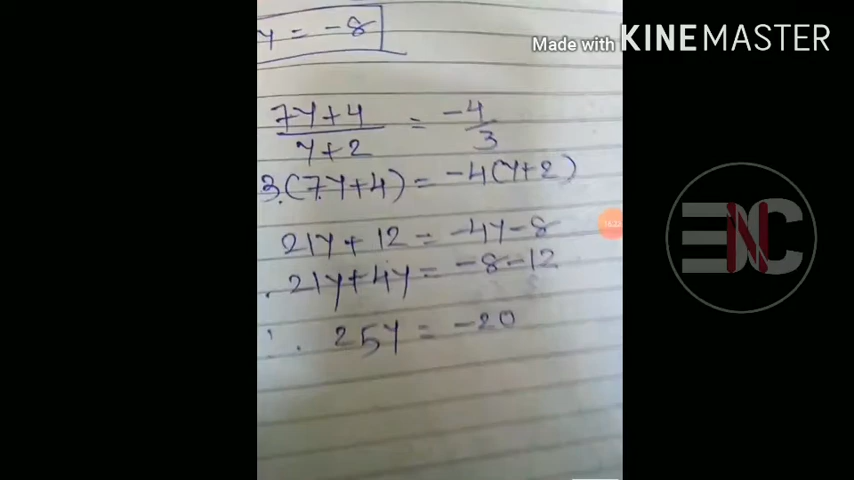 y = -8
Made with KINEMASTER
7y+4 / y+2 = -4 / 3
3.(7y+4) = -4(y+2)
21y + 12 = -4y-8
ENC
. 21y+4y = -8-12
∴ 25y = -20